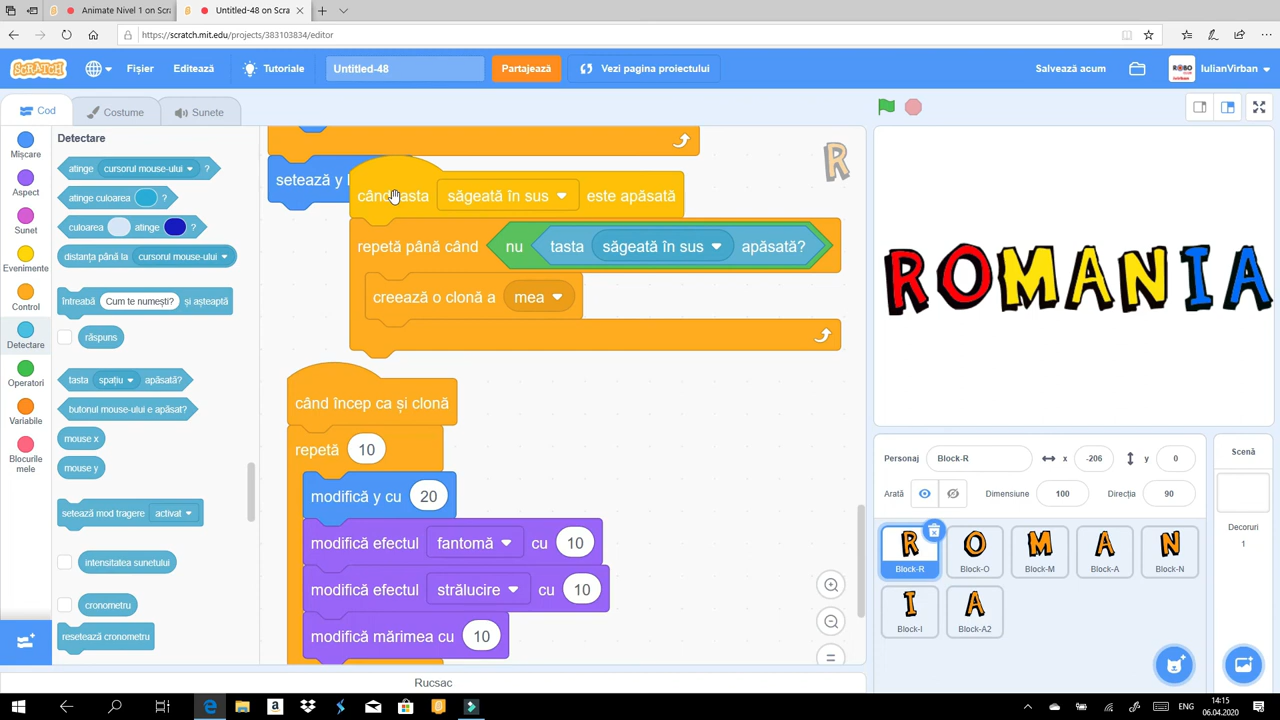 Animate Level 1 on Scra
Untitled-48 on Scra
https://scratch.mit.edu/projects/383103834/editor
SCRATCH
Fișier
Editează
Tutoriale
Untitled-48
Partajează
Vezi pagina proiectului
Salvează acum
IulianVirban
Cod
Costume
Sunete
Mișcare
Aspect
Sunet
Evenimente
Control
Detectare
Operatori
Variabile
Blocurile
mele
Detectare
atinge cursorul mouse-ului ?
atinge culoarea ?
culoarea atinge ?
distanța până la cursorul mouse-ului
întreabă Cum te numești? și așteaptă
răspuns
tasta spațiu apăsată?
butonul mouse-ului e apăsat?
mouse x
mouse y
setează mod tragere activat
intensitatea sunetului
cronometru
resetează cronometru
setează y l
când tasta săgeată în sus este apăsată
repetă până când nu tasta săgeată în sus apăsată?
creează o clonă a mea
când încep ca și clonă
repetă 10
modifică y cu 20
modifică efectul fantomă cu 10
modifică efectul strălucire cu 10
modifică mărimea cu 10
R
ROMANIA
Personaj Block-R x -206 y 0
Arată Dimensiune 100 Direcția 90
R O M A N
Block-R Block-O Block-M Block-A Block-N
I A
Block-I Block-A2
Scenă
Decoruri
1
Rucsac
ENG
14:15
06.04.2020